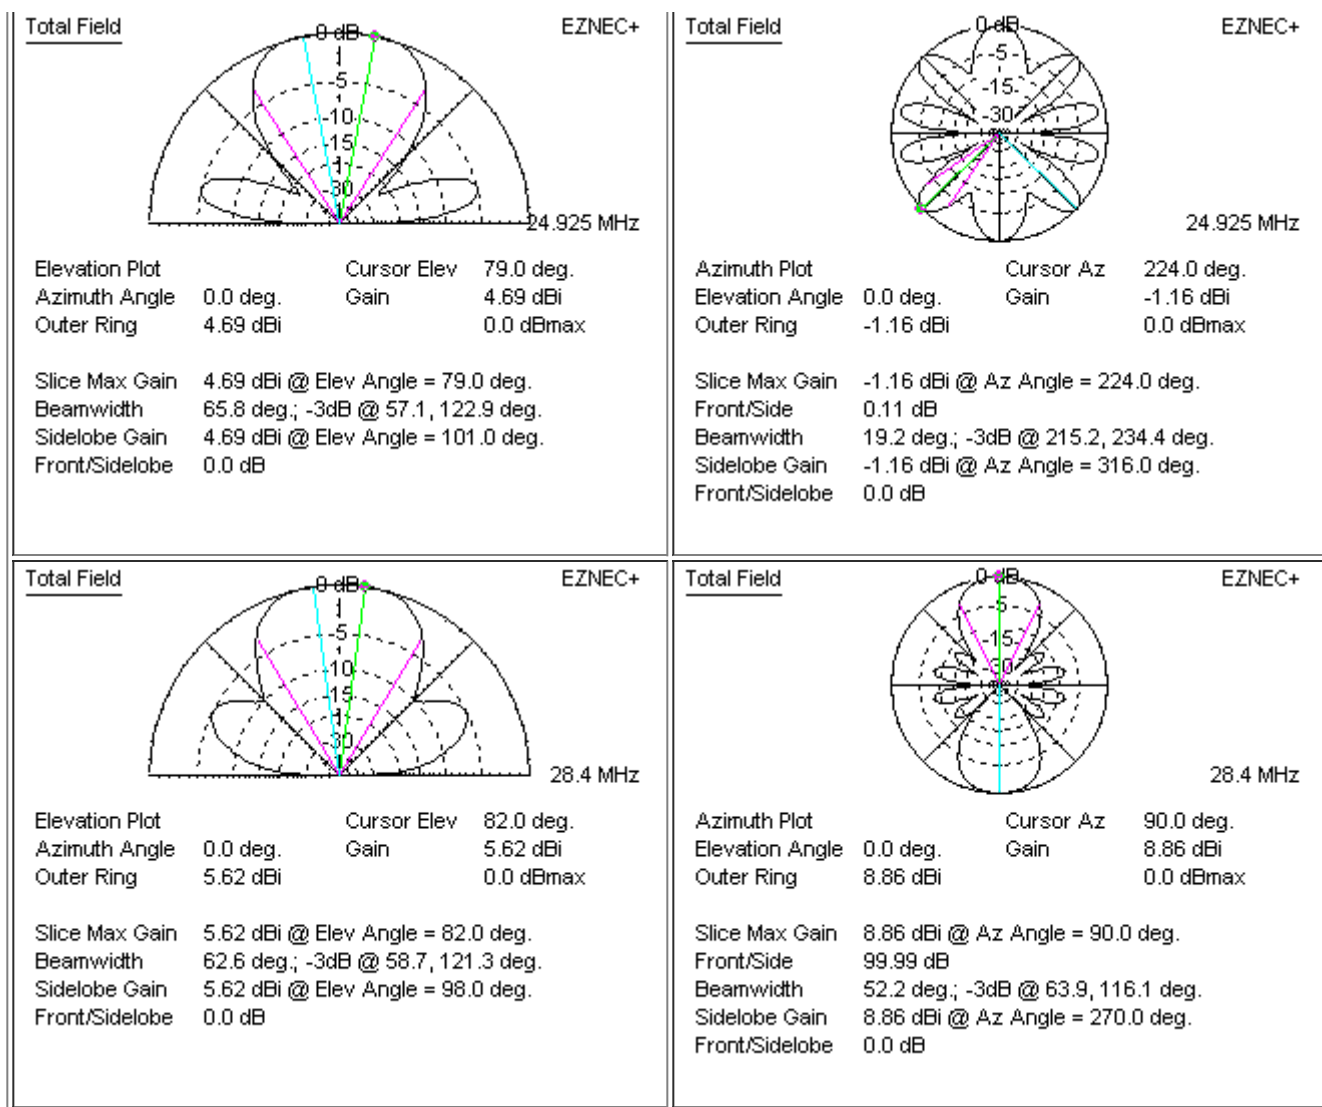 Total Field 0 dB EZNEC+
-5
-10
15
1
30
24.925 MHz
Elevation Plot Cursor Elev 79.0 deg.
Azimuth Angle 0.0 deg. Gain 4.69 dBi
Outer Ring 4.69 dBi 0.0 dBmax
Slice Max Gain 4.69 dBi @ Elev Angle = 79.0 deg.
Beamwidth 65.8 deg.; -3dB @ 57.1, 122.9 deg.
Sidelobe Gain 4.69 dBi @ Elev Angle = 101.0 deg.
Front/Sidelobe 0.0 dB
Total Field 0 dB EZNEC+
-5
-15
-30
24.925 MHz
Azimuth Plot Cursor Az 224.0 deg.
Elevation Angle 0.0 deg. Gain -1.16 dBi
Outer Ring -1.16 dBi 0.0 dBmax
Slice Max Gain -1.16 dBi @ Az Angle = 224.0 deg.
Front/Side 0.11 dB
Beamwidth 19.2 deg.; -3dB @ 215.2, 234.4 deg.
Sidelobe Gain -1.16 dBi @ Az Angle = 316.0 deg.
Front/Sidelobe 0.0 dB
Total Field 0 dB EZNEC+
-5
-10
-15
1
-30
28.4 MHz
Elevation Plot Cursor Elev 82.0 deg.
Azimuth Angle 0.0 deg. Gain 5.62 dBi
Outer Ring 5.62 dBi 0.0 dBmax
Slice Max Gain 5.62 dBi @ Elev Angle = 82.0 deg.
Beamwidth 62.6 deg.; -3dB @ 58.7, 121.3 deg.
Sidelobe Gain 5.62 dBi @ Elev Angle = 98.0 deg.
Front/Sidelobe 0.0 dB
Total Field 0 dB EZNEC+
-5
-15
-30
28.4 MHz
Azimuth Plot Cursor Az 90.0 deg.
Elevation Angle 0.0 deg. Gain 8.86 dBi
Outer Ring 8.86 dBi 0.0 dBmax
Slice Max Gain 8.86 dBi @ Az Angle = 90.0 deg.
Front/Side 99.99 dB
Beamwidth 52.2 deg.; -3dB @ 63.9, 116.1 deg.
Sidelobe Gain 8.86 dBi @ Az Angle = 270.0 deg.
Front/Sidelobe 0.0 dB